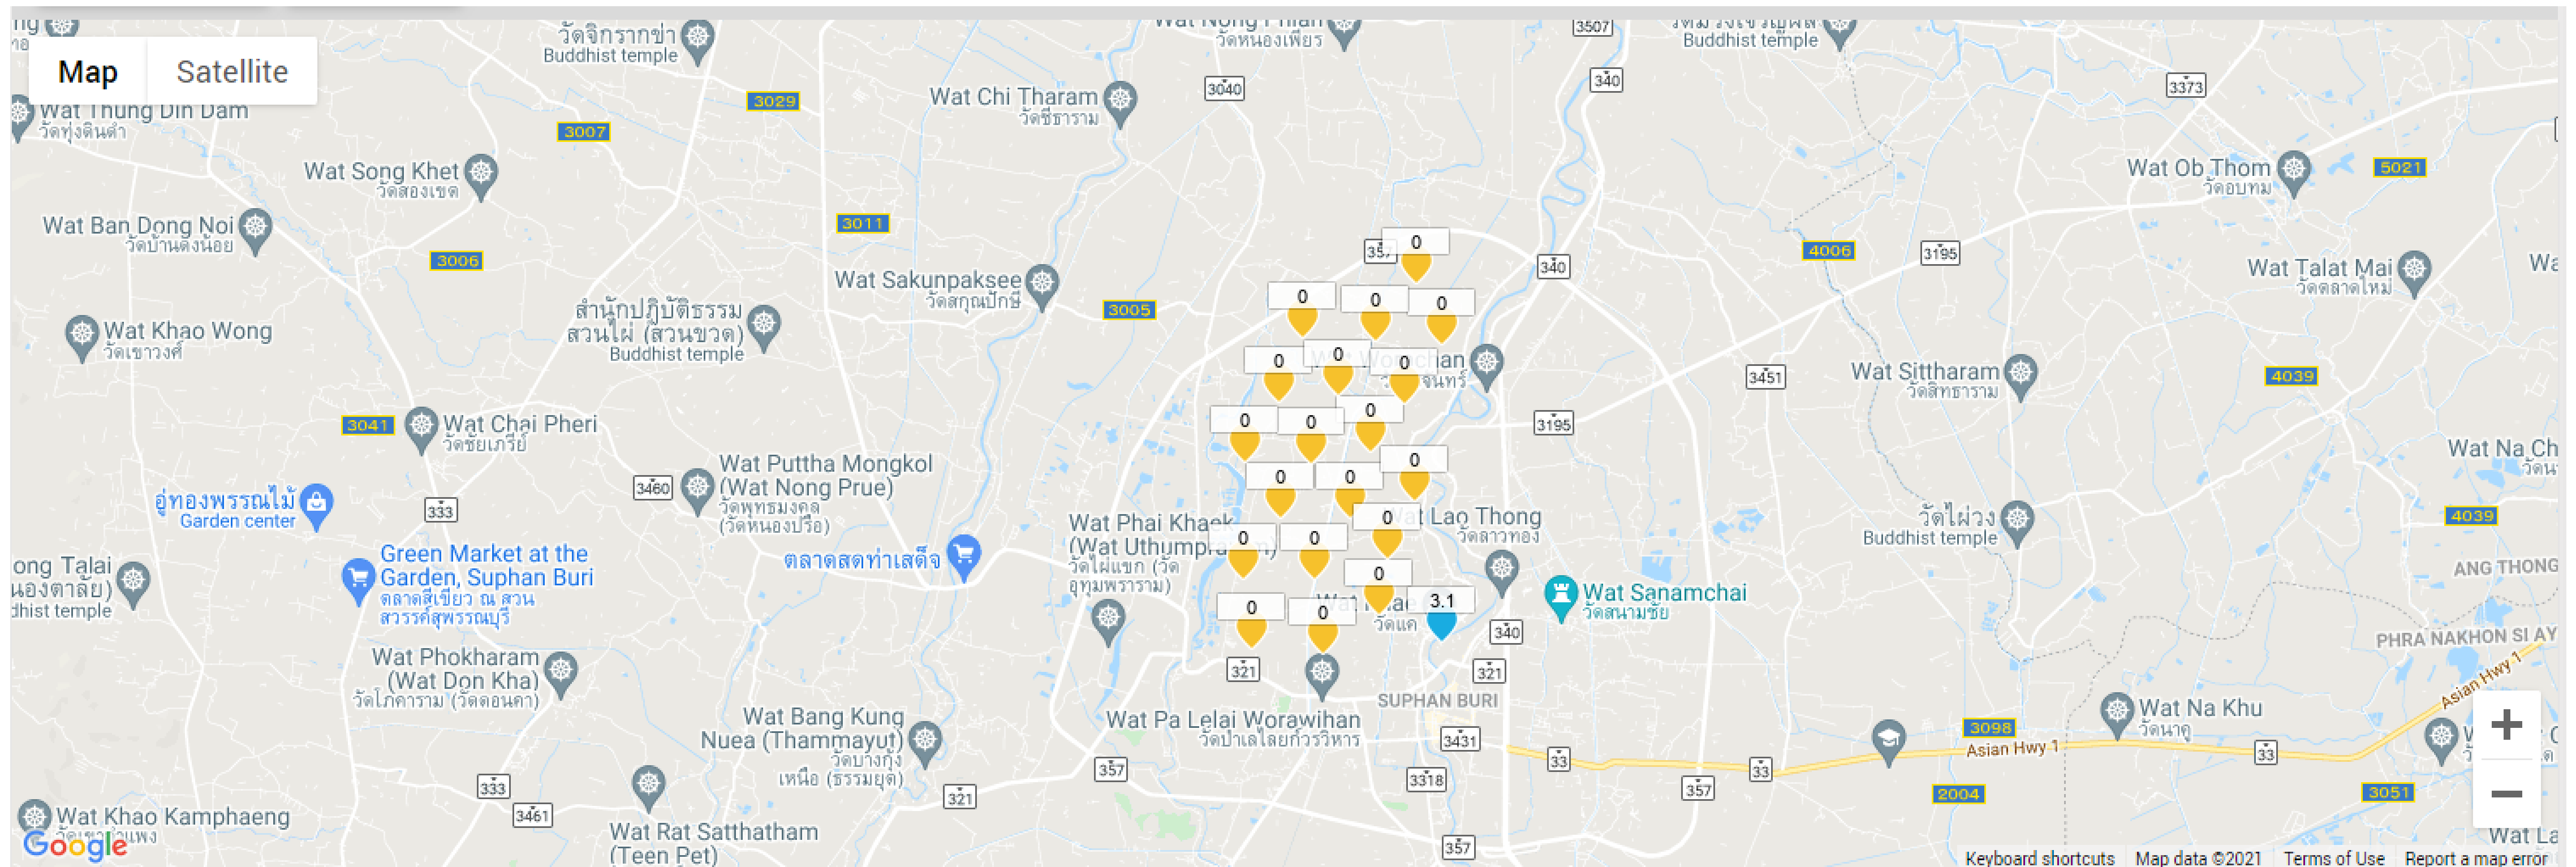 Map
Satellite
วัดจิกรากข่า
Buddhist temple
วัดหนองเพียร
3507
Buddhist temple
340
3373
3040
3029
3007
Wat Chi Tharam
วัดชีธาราม
Wat Thung Din Dam
วัดทุ่งดินดำ
Wat Song Khet
วัดสองเขต
Wat Ob Thom
วัดอบทม
5021
Wat Ban Dong Noi
วัดบ้านดงน้อย
3011
3006
0
4006
3195
340
Wat Sakunpaksee
วัดสกุณปักษี
Wat Talat Mai
วัดตลาดใหม่
0
0
0
3005
สำนักปฏิบัติธรรม
สวนไผ่ (สวนขวด)
Buddhist temple
Wat Khao Wong
วัดเขาวงศ์
0
0
0
3451
Wat Sittharam
วัดสิทธาราม
4039
3041
Wat Chai Pheri
วัดชัยเภรีย์
0
0
0
3195
0
Wat Puttha Mongkol
(Wat Nong Prue)
วัดพุทธมงคล
(วัดหนองปรือ)
3460
0
0
อู่ทองพรรณไม้
Garden center
333
Wat Phai Khaek
วัดไผ่แขก (วัด
อุทุมพราราม)
0
Lao Thong
วัดลาวทอง
วัดไผ่วง
Buddhist temple
4039
0
0
Green Market at the
Garden, Suphan Buri
ตลาดสีเขียว ณ สวน
สวรรค์สุพรรณบุรี
ตลาดสดท่าเสด็จ
0
3.1
0
0
วัดแค
Wat Sanamchai
วัดสนามชัย
ANG THONG
PHRA NAKHON SI AY
340
321
321
Wat Phokharam
(Wat Don Kha)
วัดโภคาราม (วัดดอนคา)
SUPHAN BURI
Wat Pa Lelai Worawihan
วัดป่าเลไลยก์วรวิหาร
Wat Bang Kung
Nuea (Thammayut)
วัดบางกุ้ง
เหนือ (ธรรมยุต)
Wat Na Khu
วัดนาคู
Asian Hwy 1
3098
Asian Hwy 1
3431
33
33
33
357
3318
357
333
321
3461
2004
3051
Wat Khao Kamphaeng
Wat Rat Satthatham
(Teen Pet)
357
Google
Keyboard shortcuts
Map data ©2021
Terms of Use
Report a map error